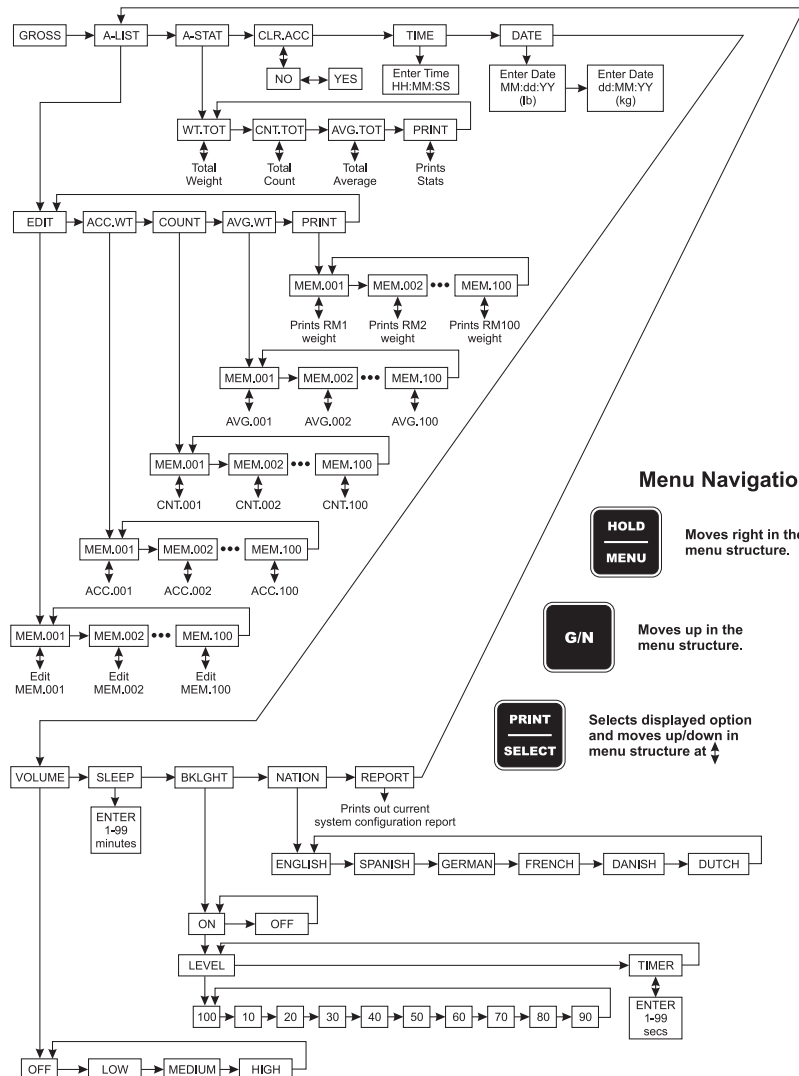 GROSS A-LIST A-STAT CLR.ACC TIME DATE
NO YES
Enter Time
HH:MM:SS
Enter Date
MM:dd:YY
(lb)
Enter Date
dd:MM:YY
(kg)
WT.TOT CNT.TOT AVG.TOT PRINT
Total
Weight
Total
Count
Total
Average
Prints
Stats
EDIT ACC.WT COUNT AVG.WT PRINT
MEM.001 MEM.002 ••• MEM.100
Prints RM1
weight
Prints RM2
weight
Prints RM100
weight
MEM.001 MEM.002 ••• MEM.100
AVG.001 AVG.002 AVG.100
MEM.001 MEM.002 ••• MEM.100
CNT.001 CNT.002 CNT.100
MEM.001 MEM.002 ••• MEM.100
ACC.001 ACC.002 ACC.100
MEM.001 MEM.002 ••• MEM.100
Edit
MEM.001
Edit
MEM.002
Edit
MEM.100
Menu Navigatio
HOLD
MENU
Moves right in the
menu structure.
G/N
Moves up in the
menu structure.
PRINT
SELECT
Selects displayed option
and moves up/down in
menu structure at
VOLUME SLEEP BKLGHT NATION REPORT
ENTER
1-99
minutes
Prints out current
system configuration report
ENGLISH SPANISH GERMAN FRENCH DANISH DUTCH
ON OFF
LEVEL TIMER
100 10 20 30 40 50 60 70 80 90
ENTER
1-99
secs
OFF LOW MEDIUM HIGH